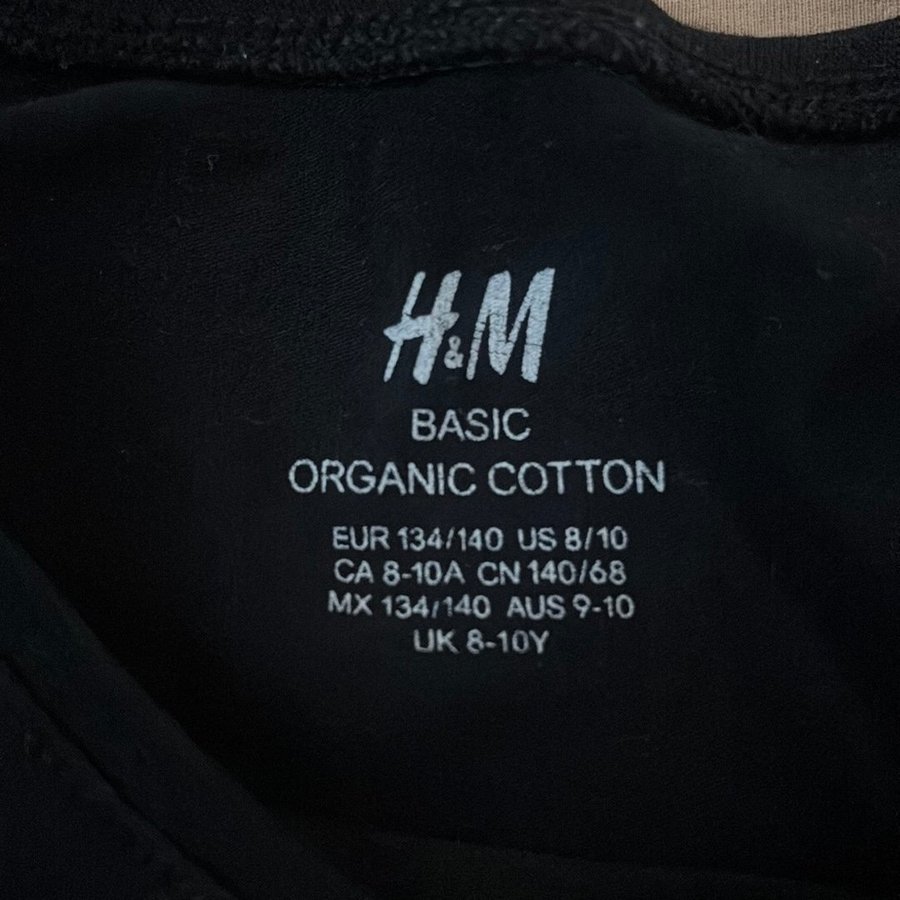 H&M
BASIC
ORGANIC COTTON
EUR 134/140 US 8/10
CA 8-10A CN 140/68
MX 134/140 AUS 9-10
UK 8-10Y